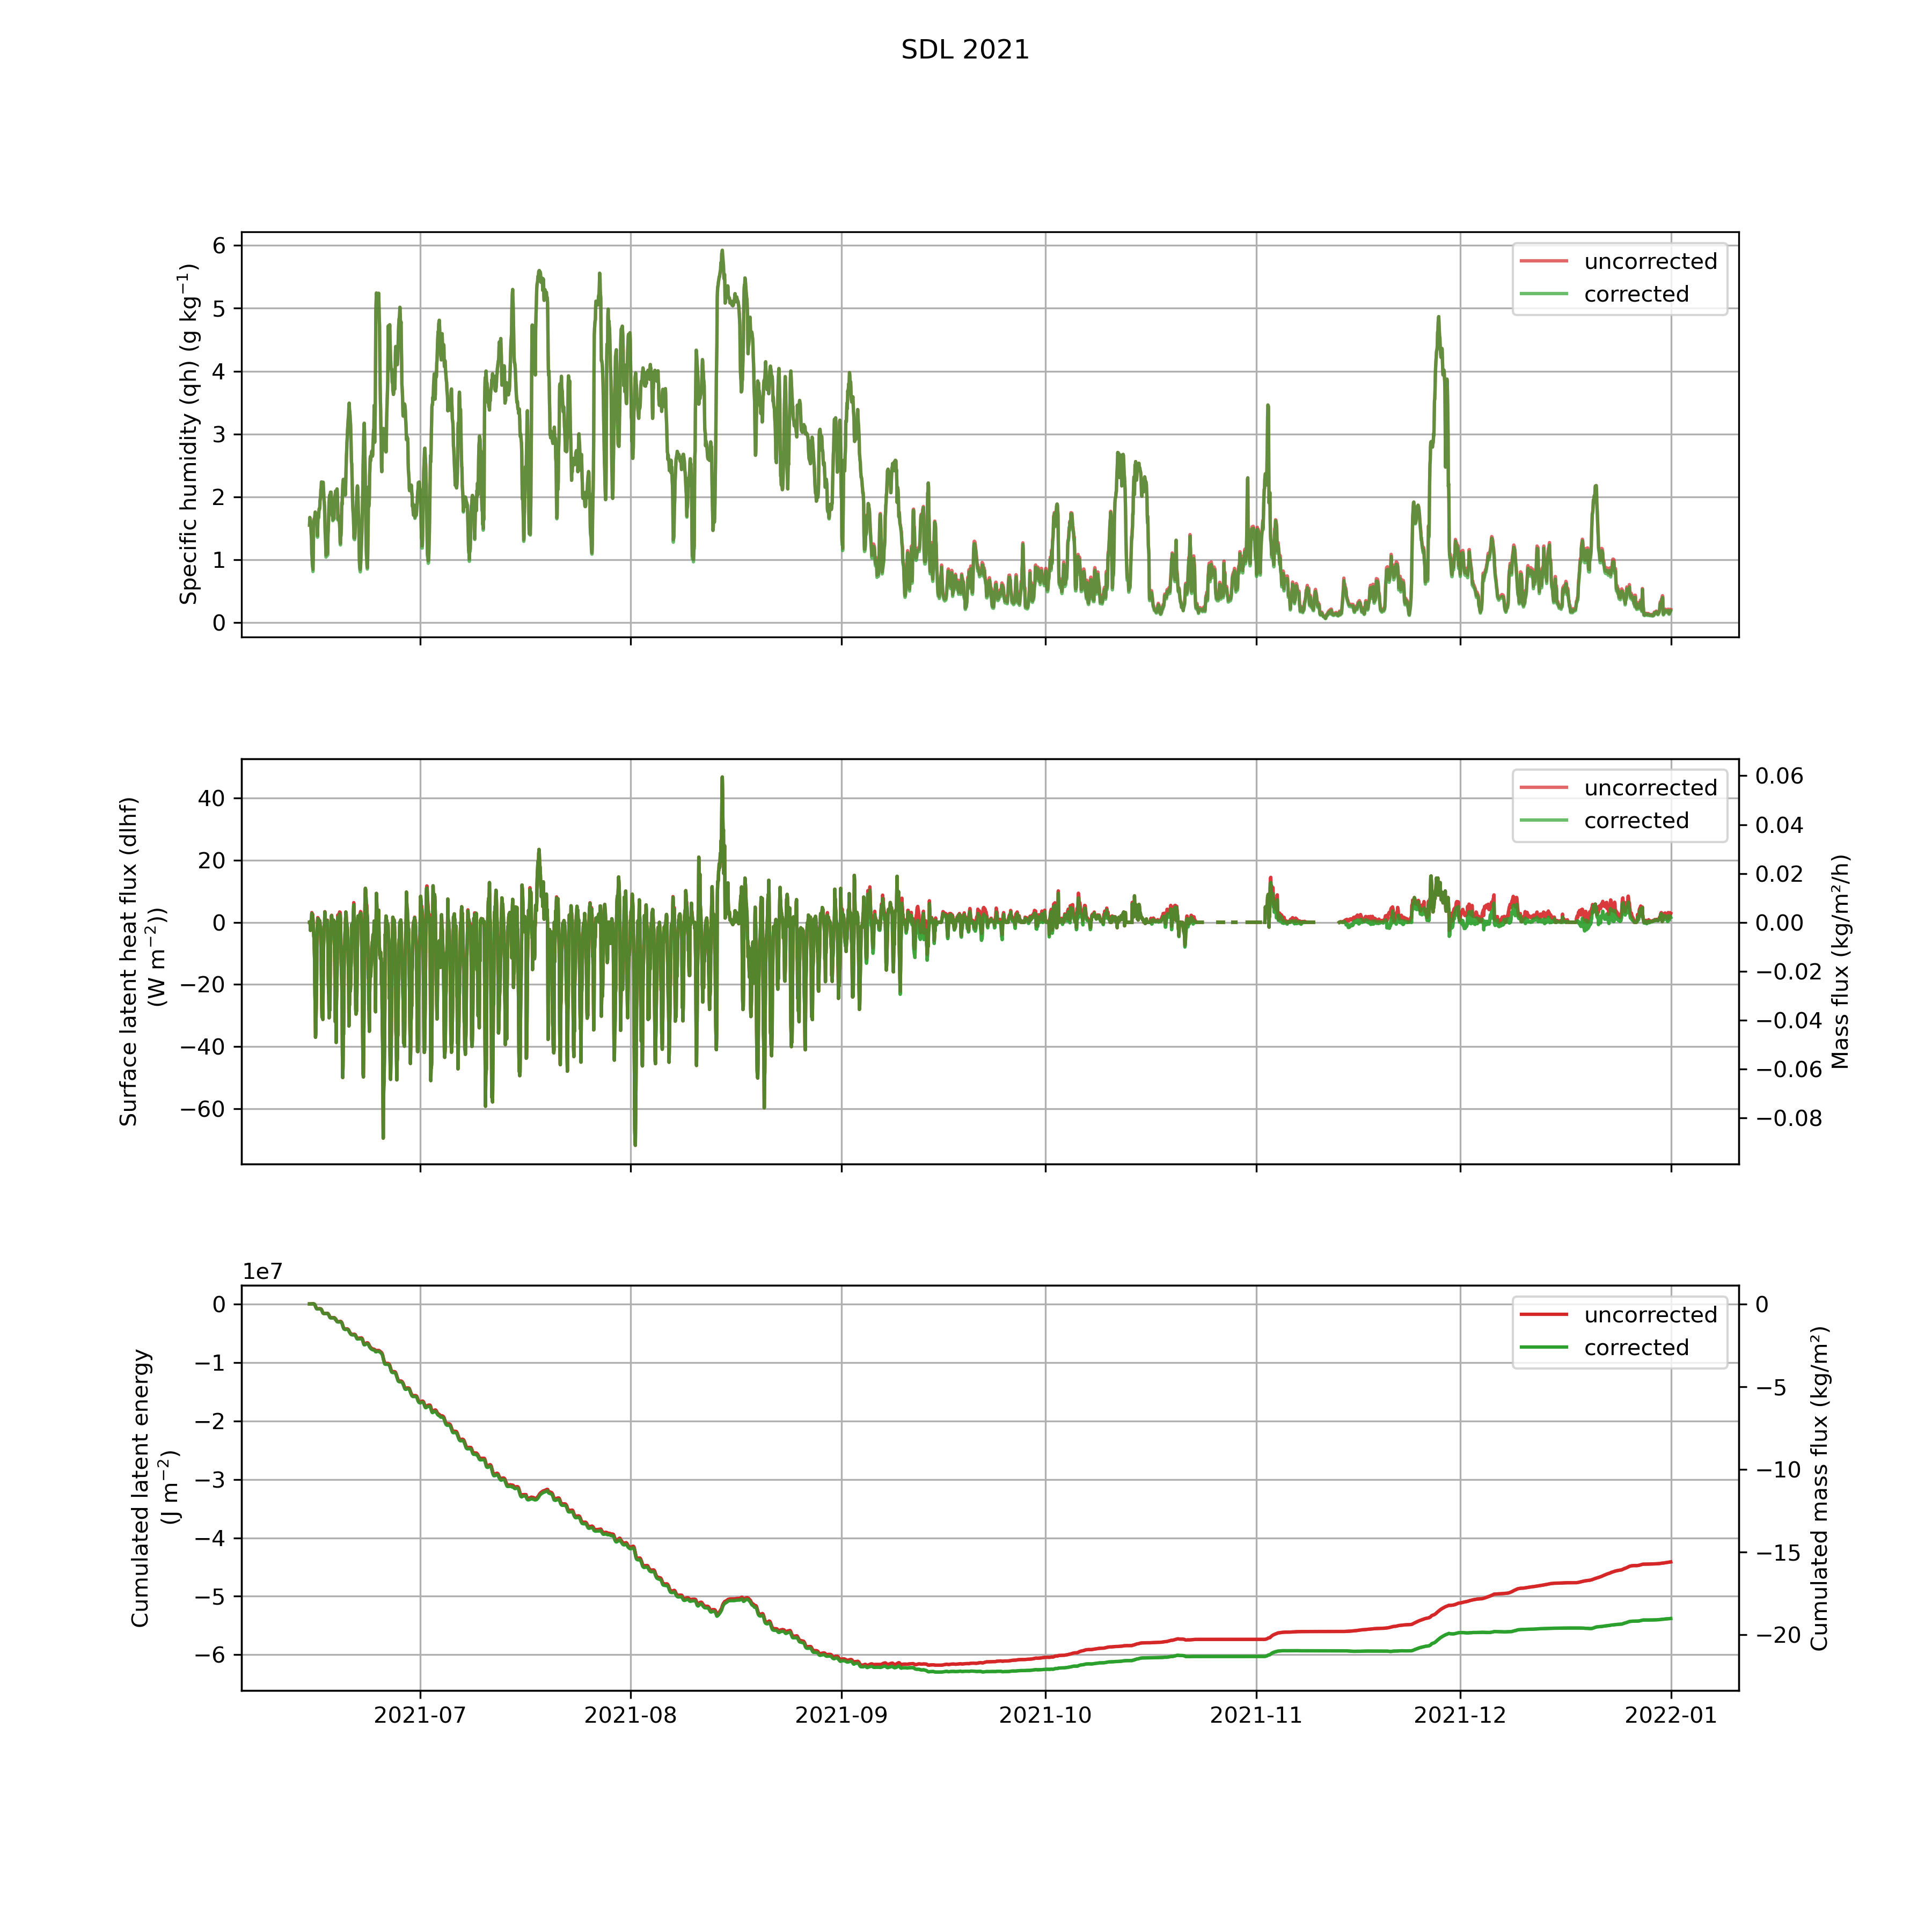 SDL 2021
Specific humidity (qh) (g kg⁻¹)
6
5
4
3
2
1
0
uncorrected
corrected
Surface latent heat flux (dlhf)
(W m⁻²))
40
20
0
−20
−40
−60
uncorrected
corrected
0.06
0.04
0.02
0.00
−0.02
−0.04
−0.06
−0.08
Mass flux (kg/m²/h)
1e7
Cumulated latent energy
(J m⁻²)
0
−1
−2
−3
−4
−5
−6
uncorrected
corrected
0
−5
−10
−15
−20
Cumulated mass flux (kg/m²)
2021-07 2021-08 2021-09 2021-10 2021-11 2021-12 2022-01